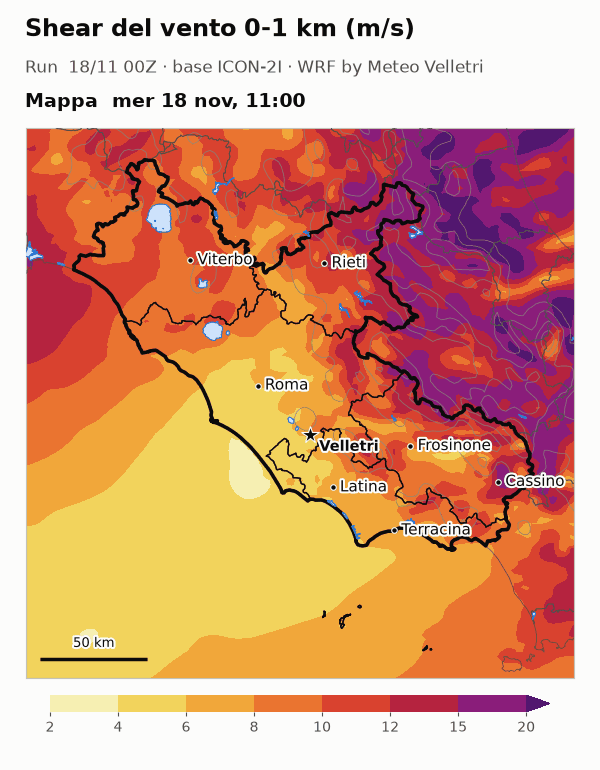 Shear del vento 0-1 km (m/s)
Run  18/11 00Z · base ICON-2I · WRF by Meteo Velletri
Mappa  mer 18 nov, 11:00
Viterbo
Rieti
Roma
Velletri
Frosinone
Latina
Cassino
Terracina
50 km
2 4 6 8 10 12 15 20